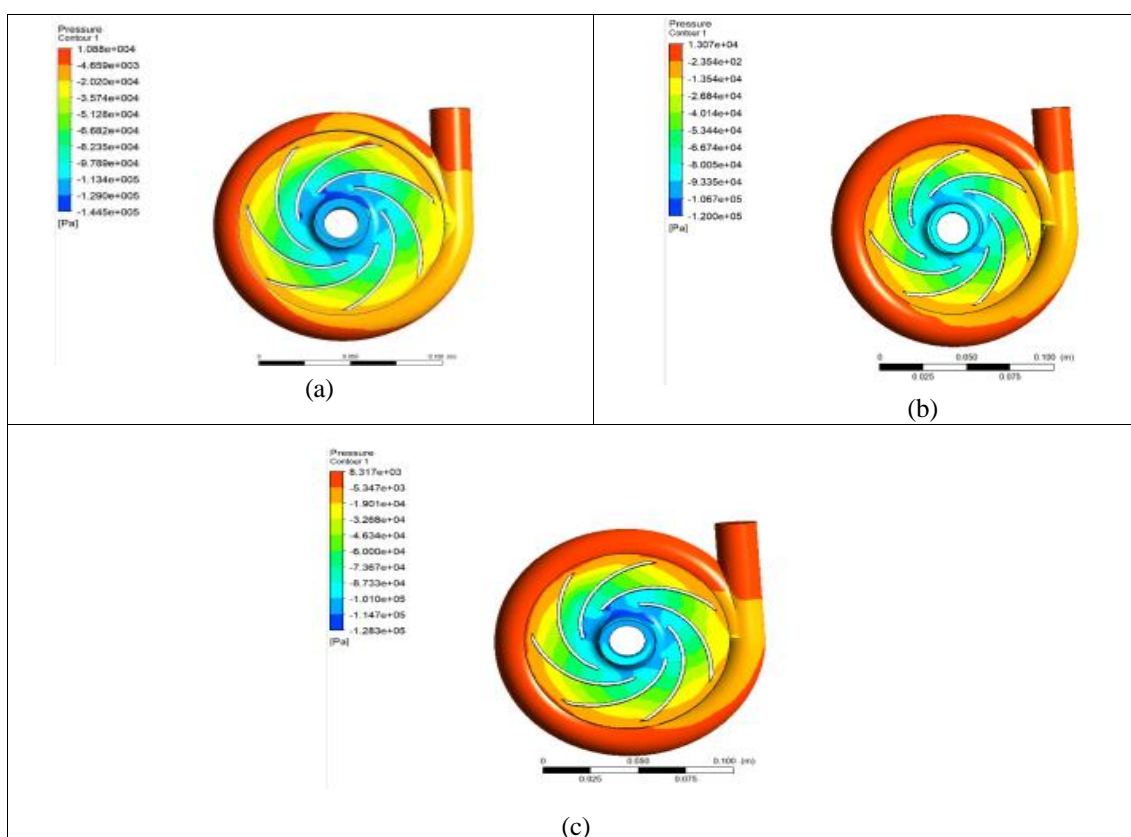 Pressure
Contour 1
1.088e+004
-4.659e+003
-2.020e+004
-3.574e+004
-5.128e+004
-6.682e+004
-8.235e+004
-9.789e+004
-1.134e+005
-1.290e+005
-1.445e+005
[Pa]
0 0.050 0.100 (m)
(a)
Pressure
Contour 1
1.307e+04
-2.354e+02
-1.354e+04
-2.684e+04
-4.014e+04
-5.344e+04
-6.674e+04
-8.005e+04
-9.335e+04
-1.067e+05
-1.200e+05
[Pa]
0 0.050 0.100 (m)
0.025 0.075
(b)
Pressure
Contour 1
8.317e+03
-5.347e+03
-1.901e+04
-3.268e+04
-4.634e+04
-6.000e+04
-7.367e+04
-8.733e+04
-1.010e+05
-1.147e+05
-1.283e+05
[Pa]
0 0.050 0.100 (m)
0.025 0.075
(c)